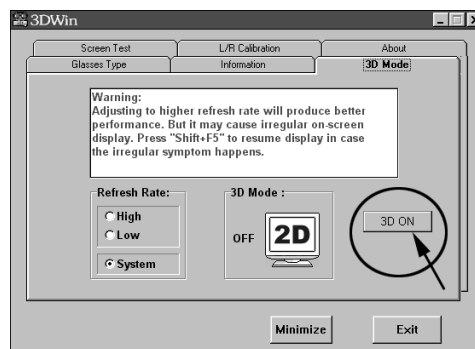 3DWin
Screen Test
L/R Calibration
About
Glasses Type
Information
3D Mode
Warning:
Adjusting to higher refresh rate will produce better
performance. But it may cause irregular on-screen
display. Press "Shift+F5" to resume display in case
the irregular symptom happens.
Refresh Rate:
High
Low
System
3D Mode :
OFF
2D
3D ON
Minimize
Exit